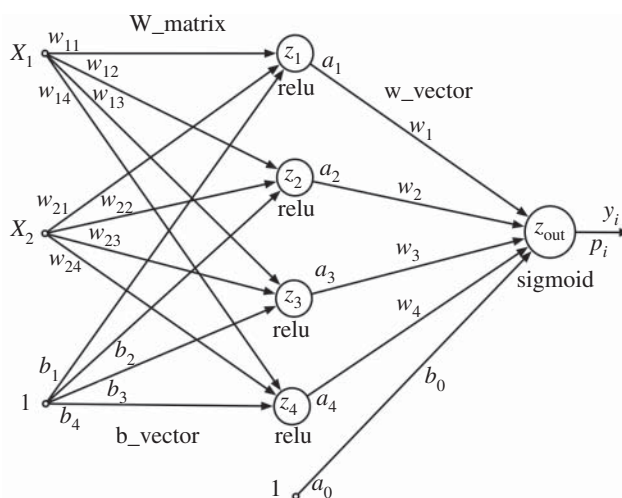 W_matrix
X1 w11 z1 a1
w12
w14 w13 relu w_vector
w1
z2 a2
w21 w22 relu w2 yi
X2 w23 zout pi
w24 a3 w3 sigmoid
z3
relu w4
b1 b2 b0
1 b3 z4 a4
b4
b_vector relu
1 a0